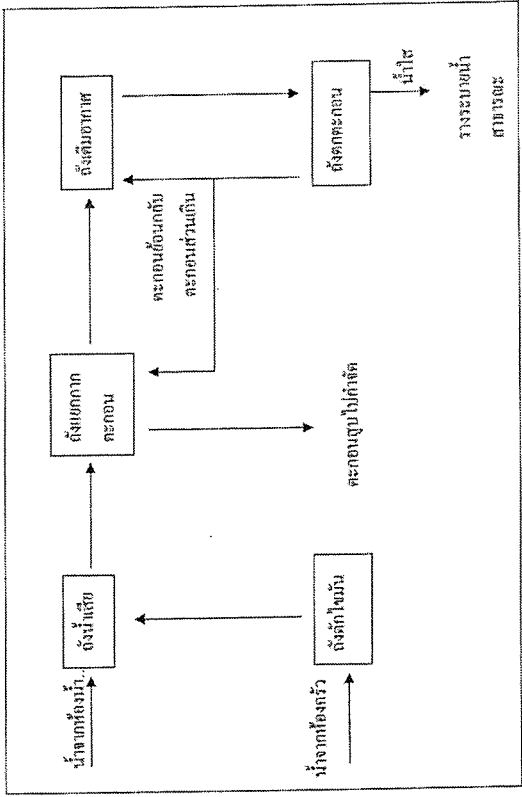 น้ำจากห้องน้ำ..
ถังน้ำเสีย
ถังแยกกาก
ตะกอน
ถังเติมอากาศ
ตะกอนย้อนกลับ
ตะกอนส่วนเกิน
น้ำจากห้องครัว
ถังดักไขมัน
ตะกอนสูบไปกำจัด
ถังตกตะกอน
น้ำใส
รางระบายน้ำ
สาธารณะ